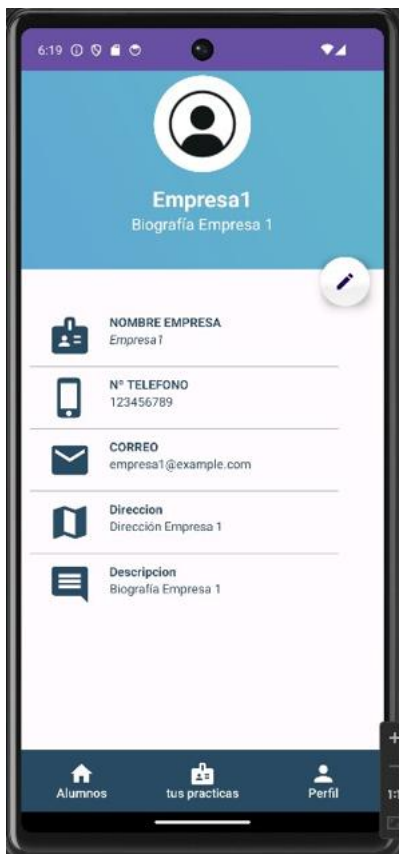 6:19
Empresa1
Biografía Empresa 1
NOMBRE EMPRESA
Empresa1
Nº TELEFONO
123456789
CORREO
empresa1@example.com
Direccion
Dirección Empresa 1
Descripcion
Biografía Empresa 1
Alumnos
tus practicas
Perfil